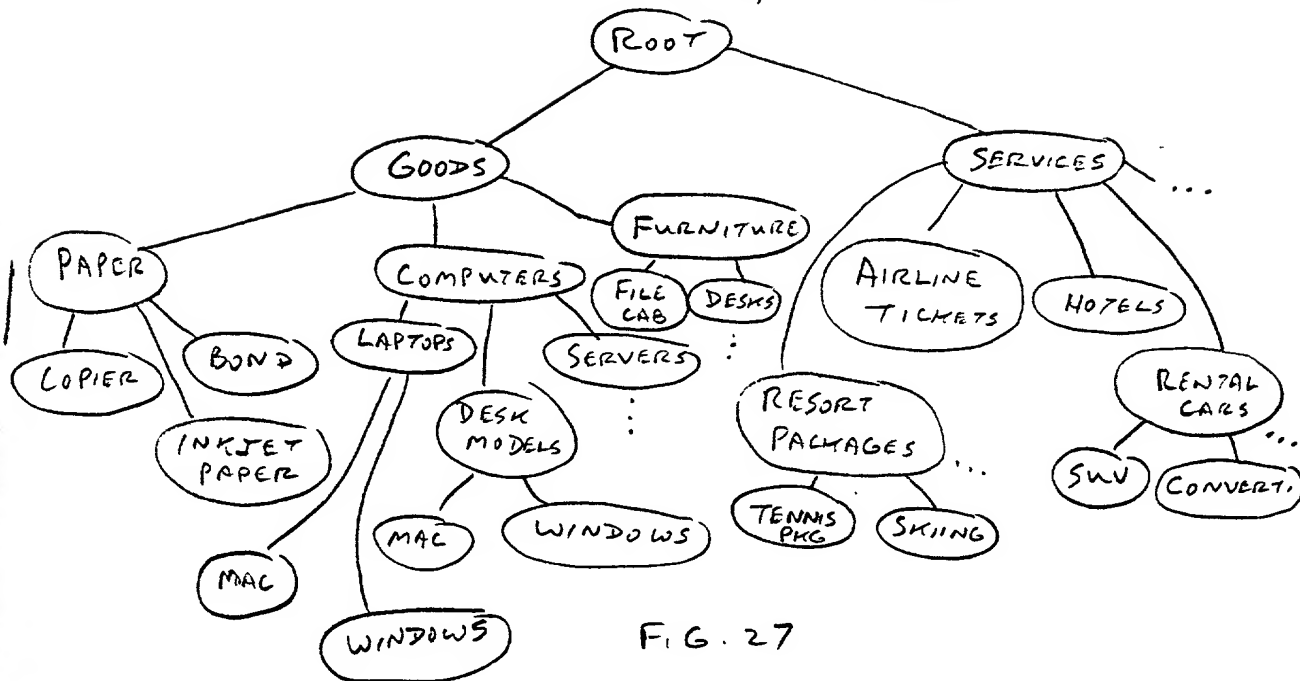 ROOT
GOODS
SERVICES
...
PAPER
COMPUTERS
FURNITURE
FILE
CAB
DESKS
AIRLINE
TICKETS
HOTELS
COPIER
BOND
INKJET
PAPER
LAPTOPS
SERVERS
DESK
MODELS
RESORT
PACKAGES
...
RENTAL
CARS
...
MAC
WINDOWS
MAC
WINDOWS
TENNIS
PKG
SKIING
SUV
CONVERT.
FIG. 27